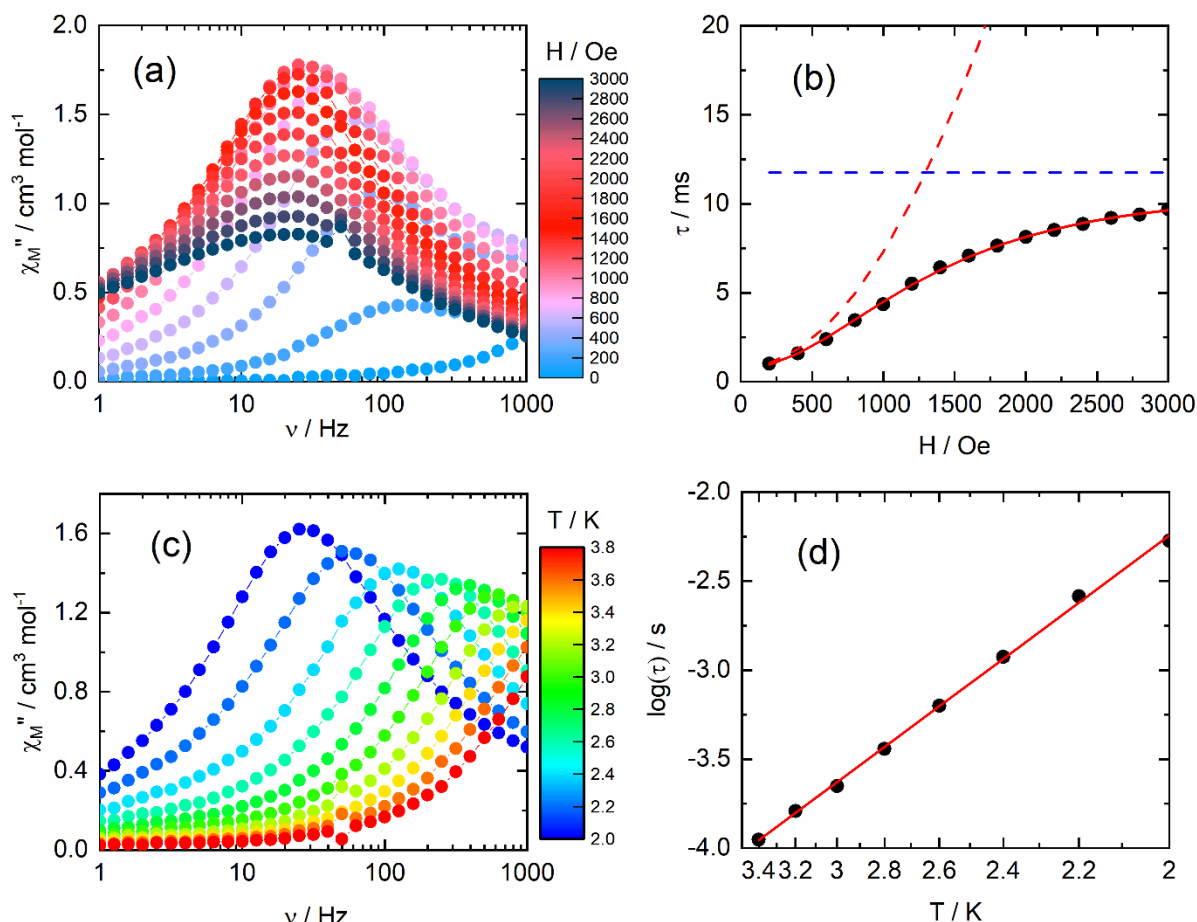 (a)
χM'' / cm³ mol⁻¹
2.0
1.5
1.0
0.5
0.0
1 10 100 1000
ν / Hz
H / Oe
3000
2800
2600
2400
2200
2000
1800
1600
1400
1200
1000
800
600
400
200
0
(b)
τ / ms
20
15
10
5
0
0 500 1000 1500 2000 2500 3000
H / Oe
(c)
χM'' / cm³ mol⁻¹
1.6
1.2
0.8
0.4
0.0
1 10 100 1000
ν / Hz
T / K
3.8
3.6
3.4
3.2
3.0
2.8
2.6
2.4
2.2
2.0
(d)
log(τ) / s
-2.0
-2.5
-3.0
-3.5
-4.0
3.4 3.2 3 2.8 2.6 2.4 2.2 2
T / K